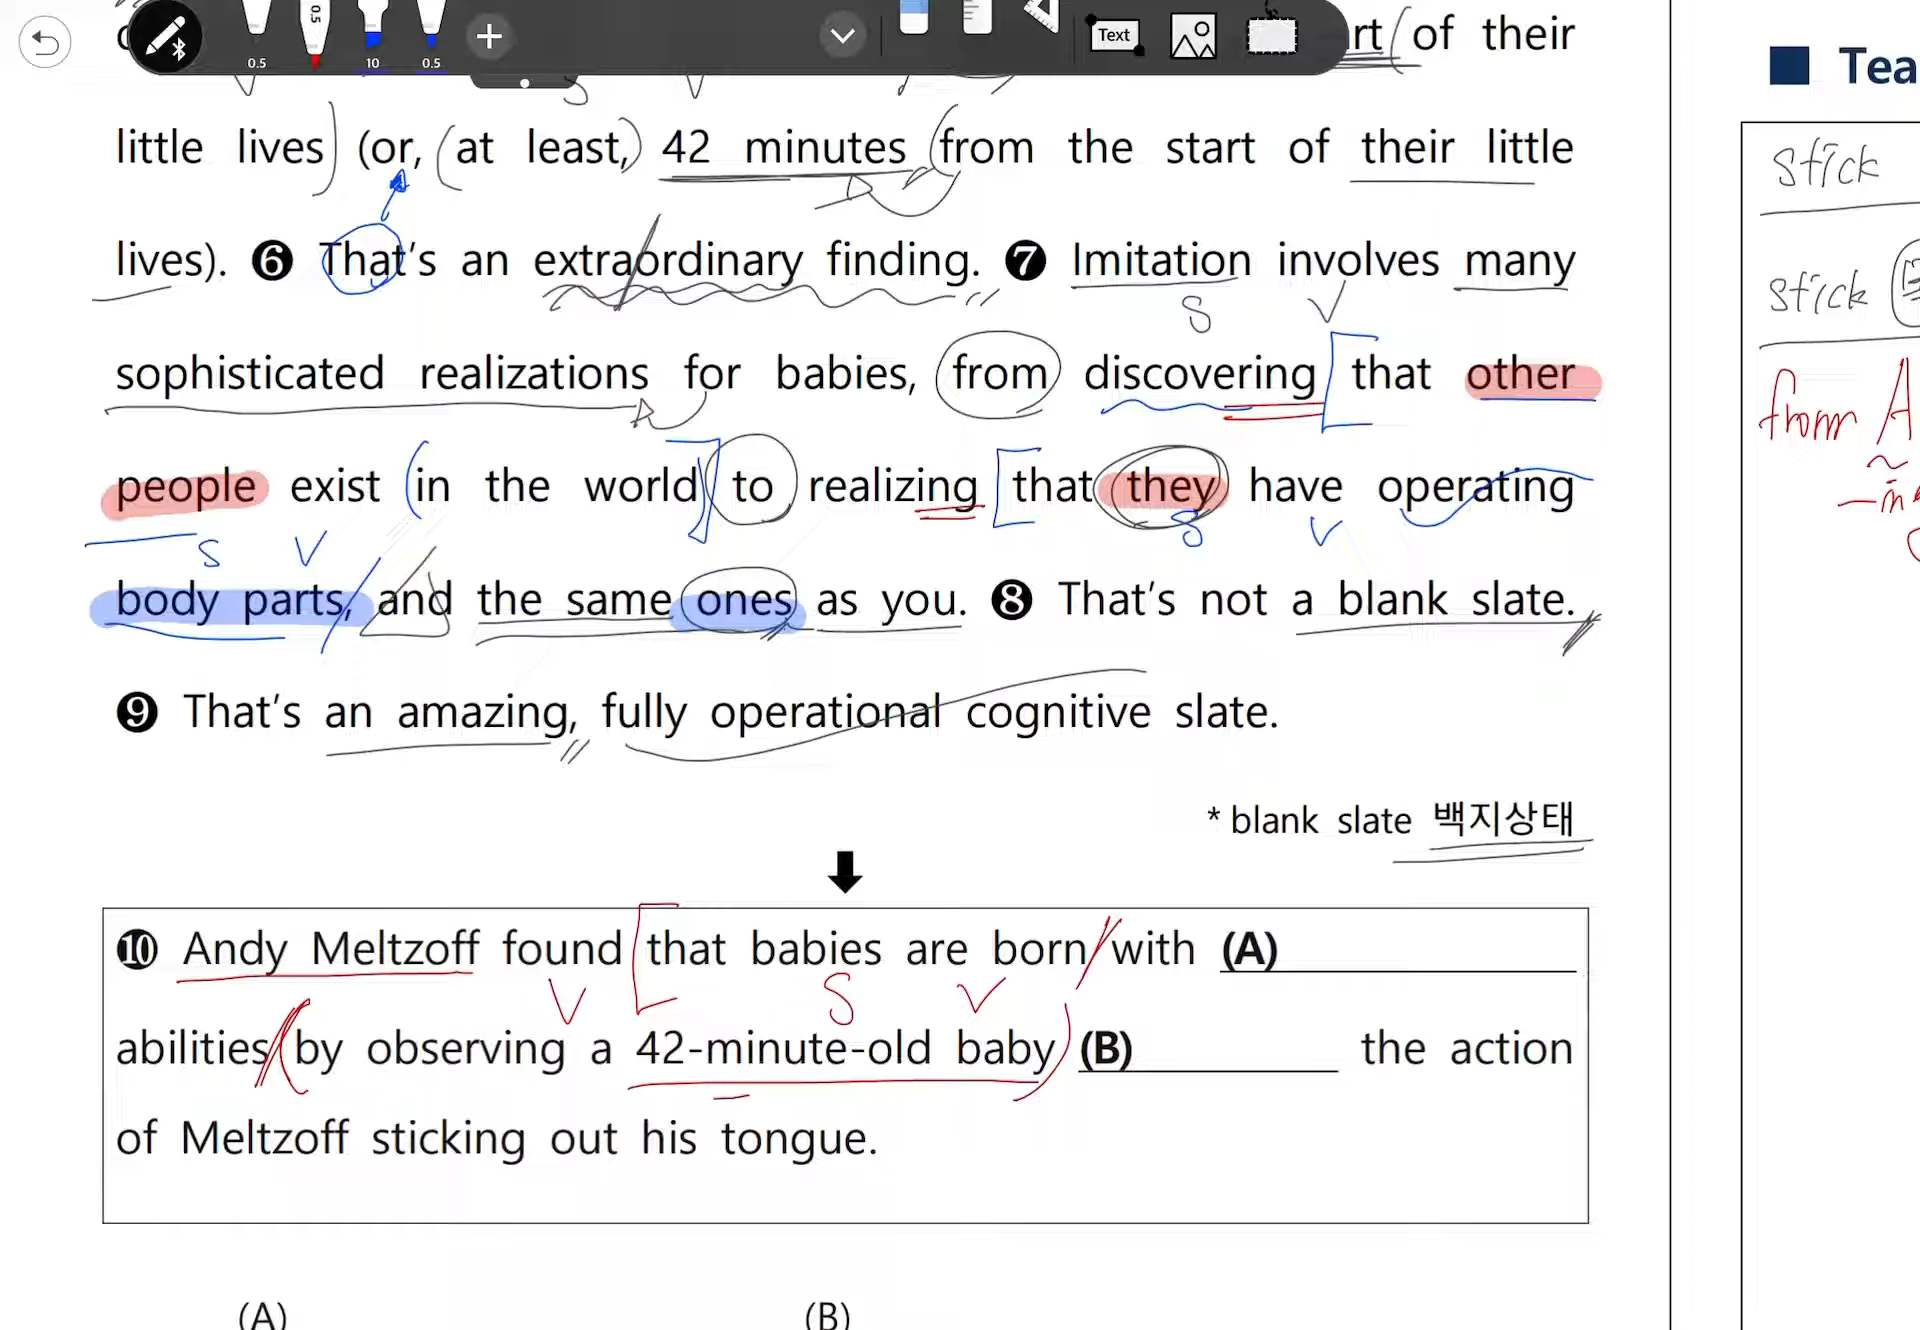 0.5 0.5 10 0.5 Text
rt of their
little lives) (or, (at least,) 42 minutes (from the start of their little
lives). ❻ That's an extraordinary finding. ❼ Imitation involves many
S V
sophisticated realizations for babies, from discovering [that other
people exist (in the world] to realizing [that they have operating
S V S V
body parts, and the same ones as you. ❽ That's not a blank slate.
❾ That's an amazing, fully operational cognitive slate.
* blank slate 백지상태
❿ Andy Meltzoff found [that babies are born / with (A)
V S V
abilities (by observing a 42-minute-old baby) (B) the action
of Meltzoff sticking out his tongue.
(A) (B)
■ Tea
stick
stick
from A